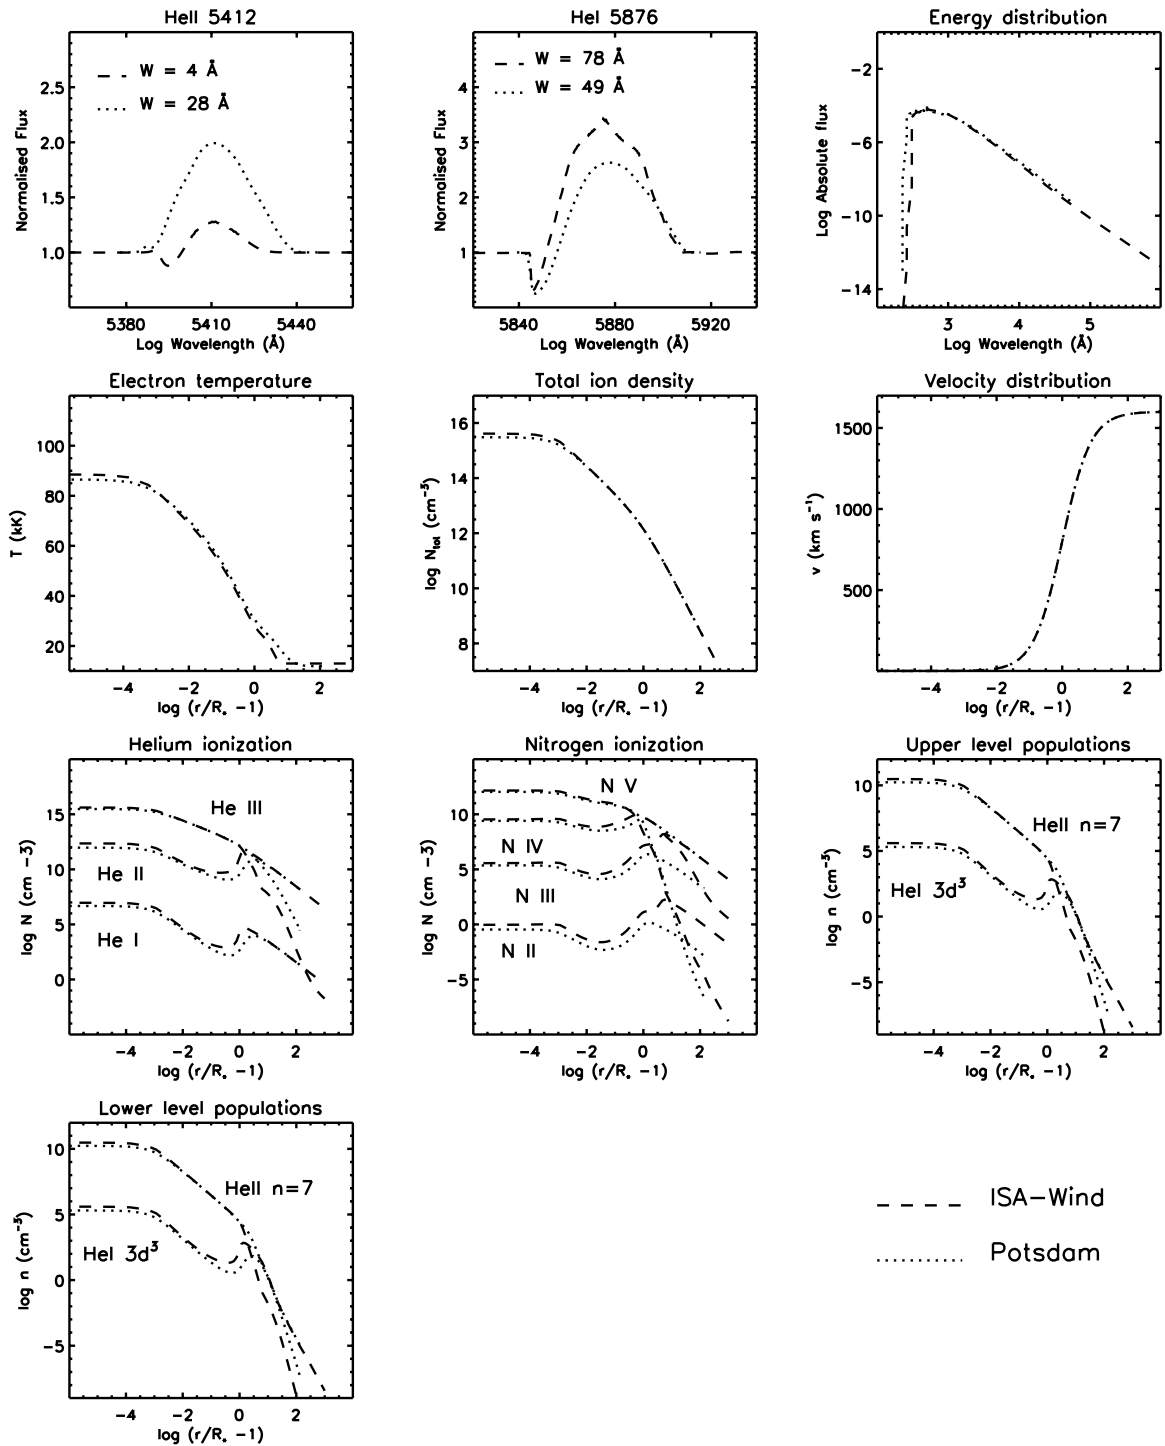 HeII 5412
W = 4 Å
W = 28 Å
2.5
2.0
1.5
1.0
Normalised Flux
5380 5410 5440
Log Wavelength (Å)
HeI 5876
W = 78 Å
W = 49 Å
4
3
2
1
Normalised Flux
5840 5880 5920
Log Wavelength (Å)
Energy distribution
−2
−6
−10
−14
Log Absolute flux
3 4 5
Log Wavelength (Å)
Electron temperature
100
80
60
40
20
T (kK)
−4 −2 0 2
log (r/R* −1)
Total ion density
16
14
12
10
8
log Ntot (cm⁻³)
−4 −2 0 2
log (r/R* −1)
Velocity distribution
1500
1000
500
v (km s⁻¹)
−4 −2 0 2
log (r/R* −1)
Helium ionization
He III
He II
He I
15
10
5
0
log N (cm −3)
−4 −2 0 2
log (r/R* −1)
Nitrogen ionization
N V
N IV
N III
N II
10
5
0
−5
log N (cm −3)
−4 −2 0 2
log (r/R* −1)
Upper level populations
HeII n=7
HeI 3d³
10
5
0
−5
log n (cm⁻³)
−4 −2 0 2
log (r/R* −1)
Lower level populations
HeII n=7
HeI 3d³
10
5
0
−5
log n (cm⁻³)
−4 −2 0 2
log (r/R* −1)
ISA−Wind
Potsdam